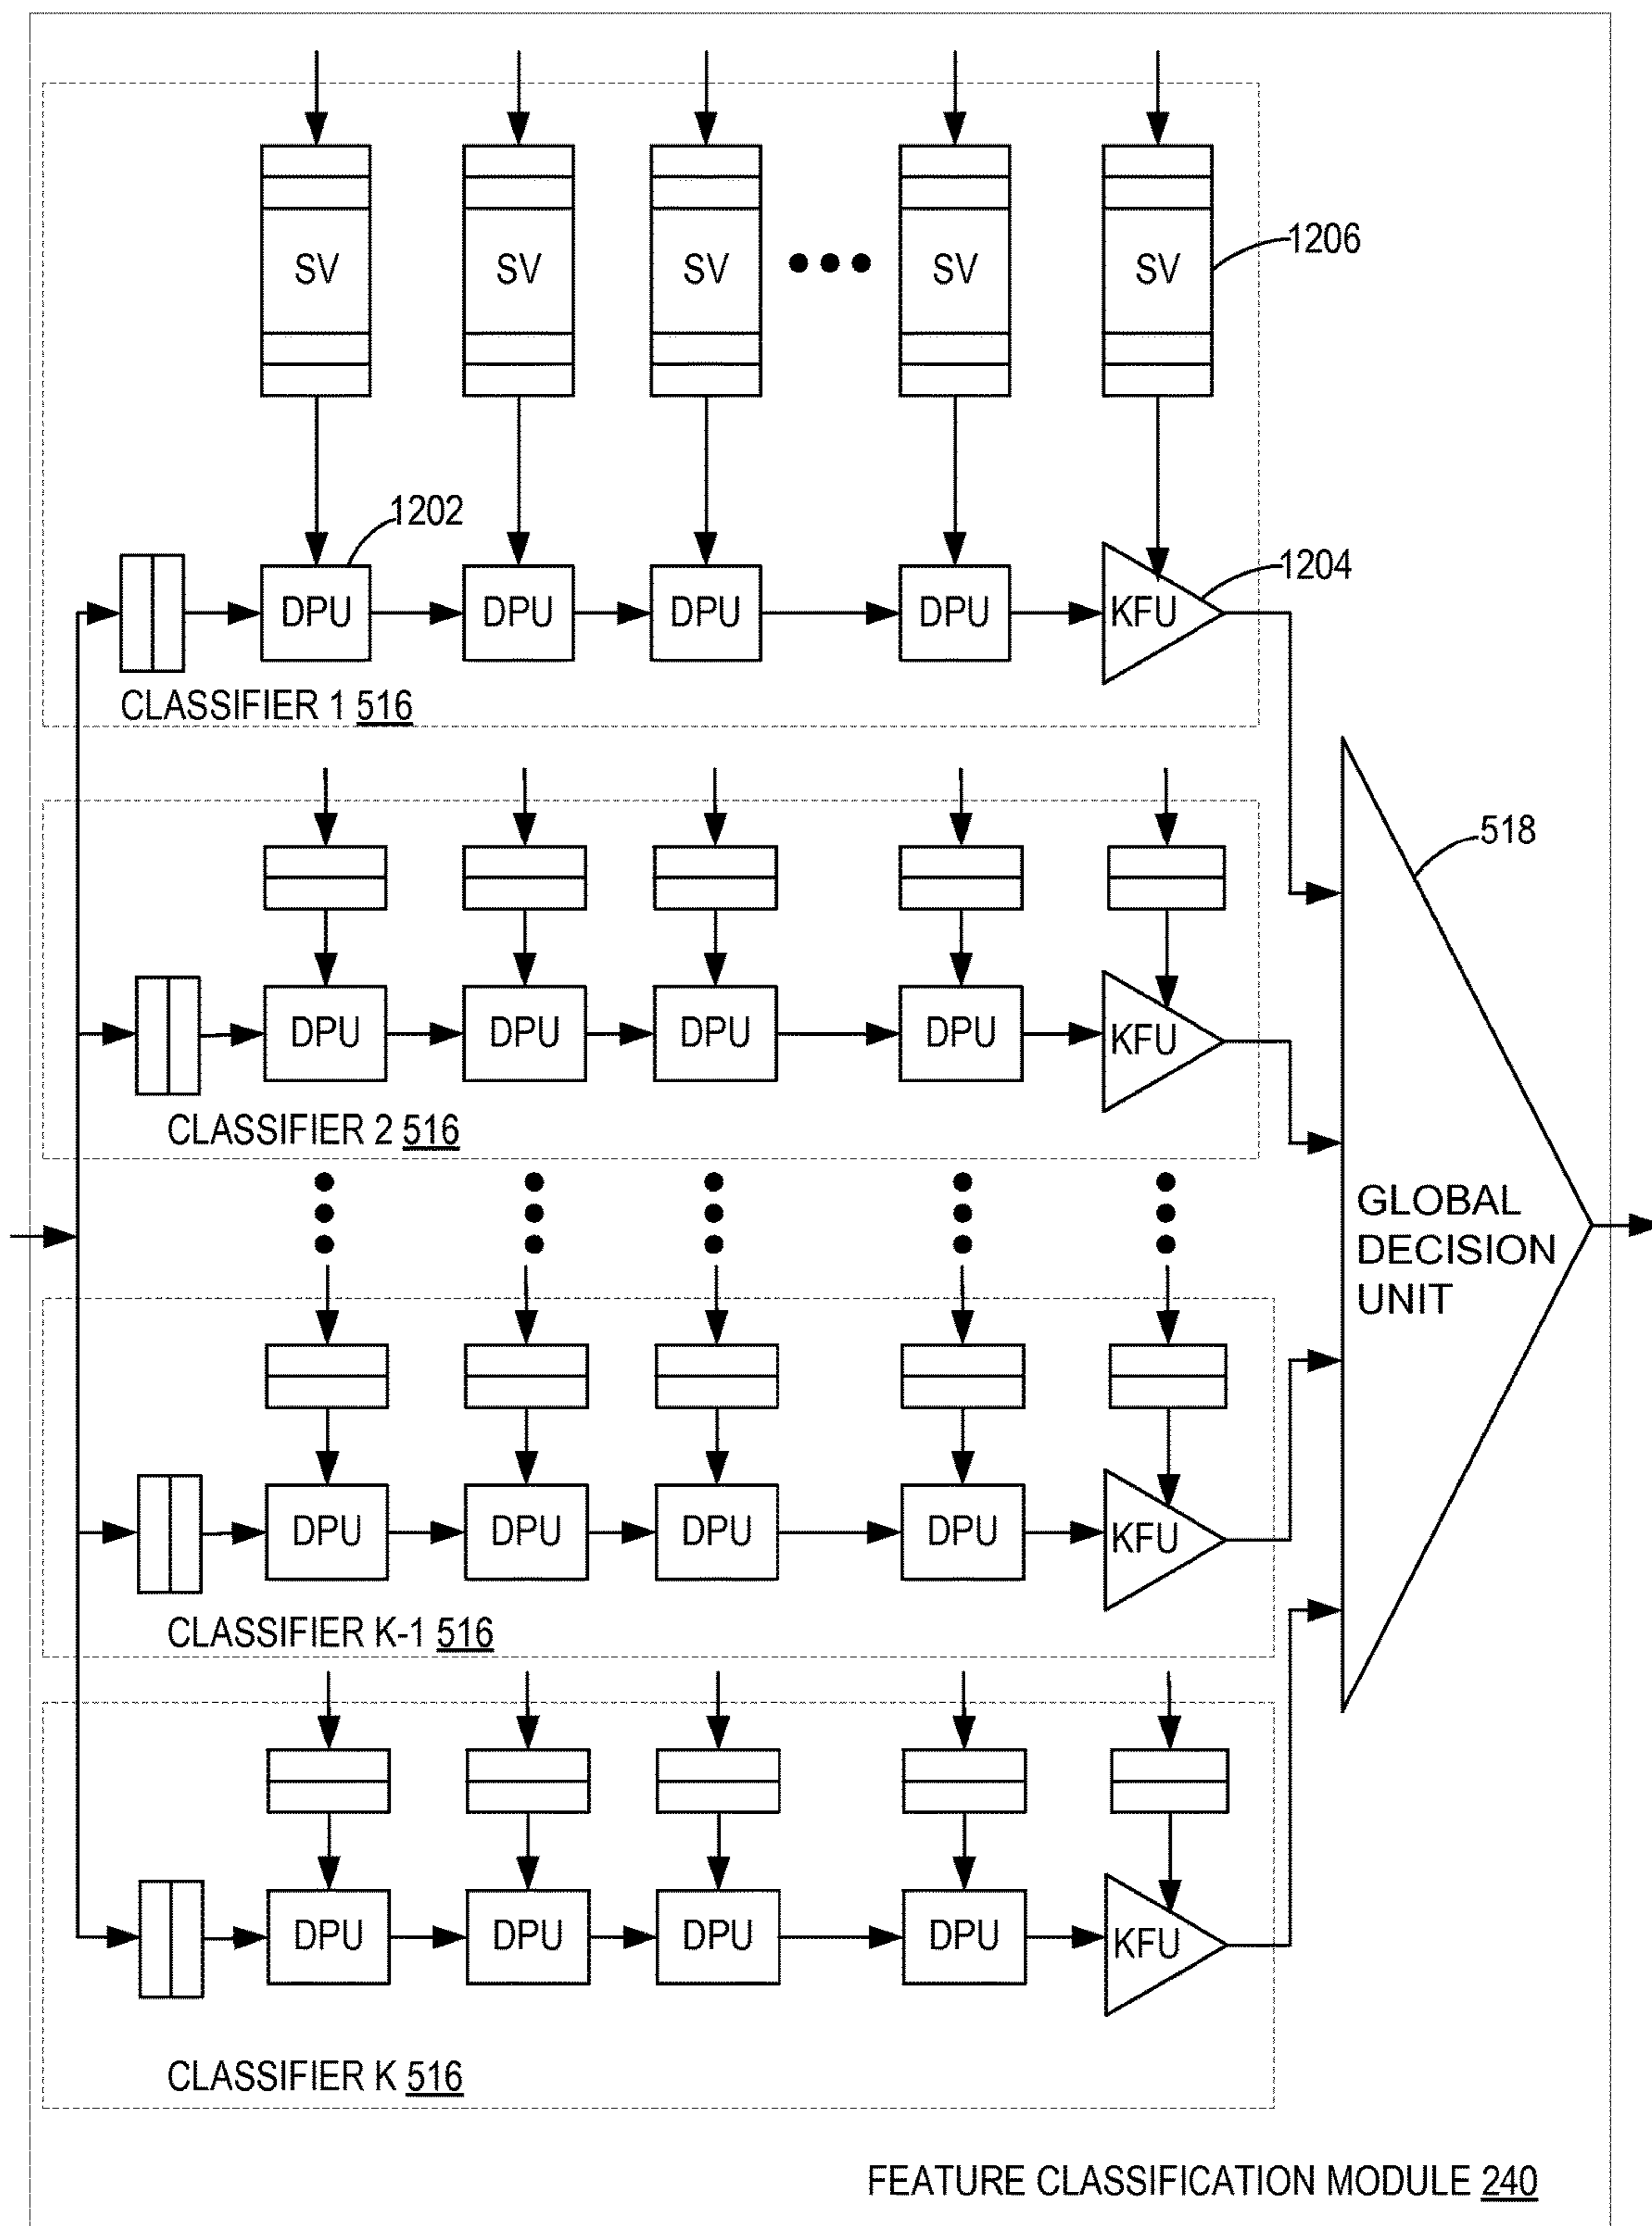 SV SV SV SV SV
1206
1202
1204
DPU DPU DPU DPU KFU
CLASSIFIER 1 516
518
DPU DPU DPU DPU KFU
CLASSIFIER 2 516
GLOBAL
DECISION
UNIT
DPU DPU DPU DPU KFU
CLASSIFIER K-1 516
DPU DPU DPU DPU KFU
CLASSIFIER K 516
FEATURE CLASSIFICATION MODULE 240